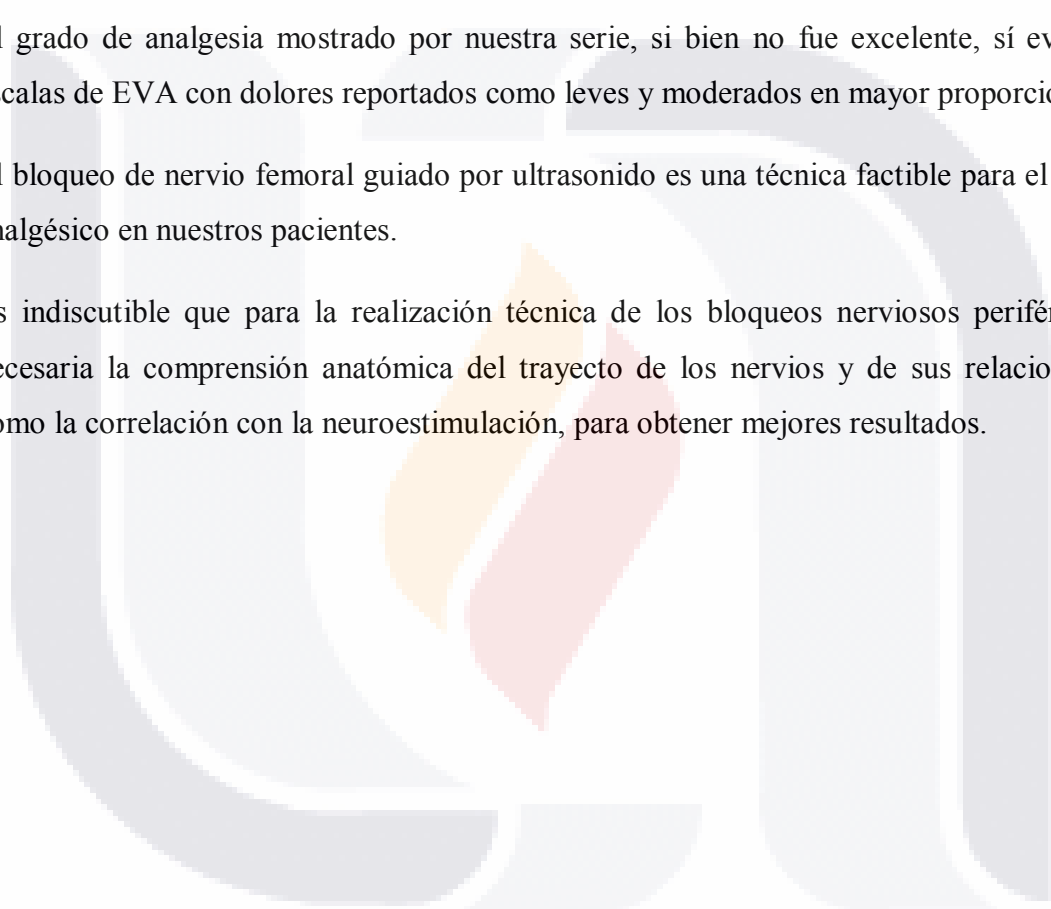 l grado de analgesia mostrado por nuestra serie, si bien no fue excelente, sí ev
scalas de EVA con dolores reportados como leves y moderados en mayor proporci
l bloqueo de nervio femoral guiado por ultrasonido es una técnica factible para el
nalgésico en nuestros pacientes.
s indiscutible que para la realización técnica de los bloqueos nerviosos perifér
ecesaria la comprensión anatómica del trayecto de los nervios y de sus relacio
omo la correlación con la neuroestimulación, para obtener mejores resultados.